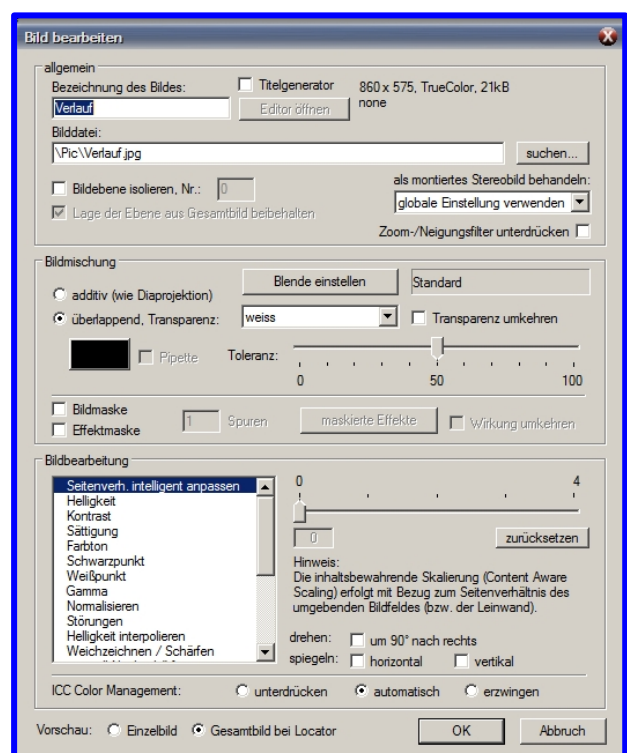 Bild bearbeiten
allgemein
Bezeichnung des Bildes:
Titelgenerator
860 x 575, TrueColor, 21kB
none
Verlauf
Editor öffnen
Bilddatei:
\Pic\Verlauf.jpg
suchen...
Bildebene isolieren, Nr.: 0
als montiertes Stereobild behandeln:
Lage der Ebene aus Gesamtbild beibehalten
globale Einstellung verwenden
Zoom-/Neigungsfilter unterdrücken
Bildmischung
Blende einstellen
Standard
additiv (wie Diaprojektion)
überlappend, Transparenz:
weiss
Transparenz umkehren
Pipette
Toleranz:
0 50 100
Bildmaske
Effektmaske
1 Spuren
maskierte Effekte
Wirkung umkehren
Bildbearbeitung
Seitenverh. intelligent anpassen
Helligkeit
Kontrast
Sättigung
Farbton
Schwarzpunkt
Weißpunkt
Gamma
Normalisieren
Störungen
Helligkeit interpolieren
Weichzeichnen / Schärfen
0 4
0
zurücksetzen
Hinweis:
Die inhaltsbewahrende Skalierung (Content Aware
Scaling) erfolgt mit Bezug zum Seitenverhältnis des
umgebenden Bildfeldes (bzw. der Leinwand).
drehen: um 90° nach rechts
spiegeln: horizontal vertikal
ICC Color Management: unterdrücken automatisch erzwingen
Vorschau: Einzelbild Gesamtbild bei Locator
OK
Abbruch